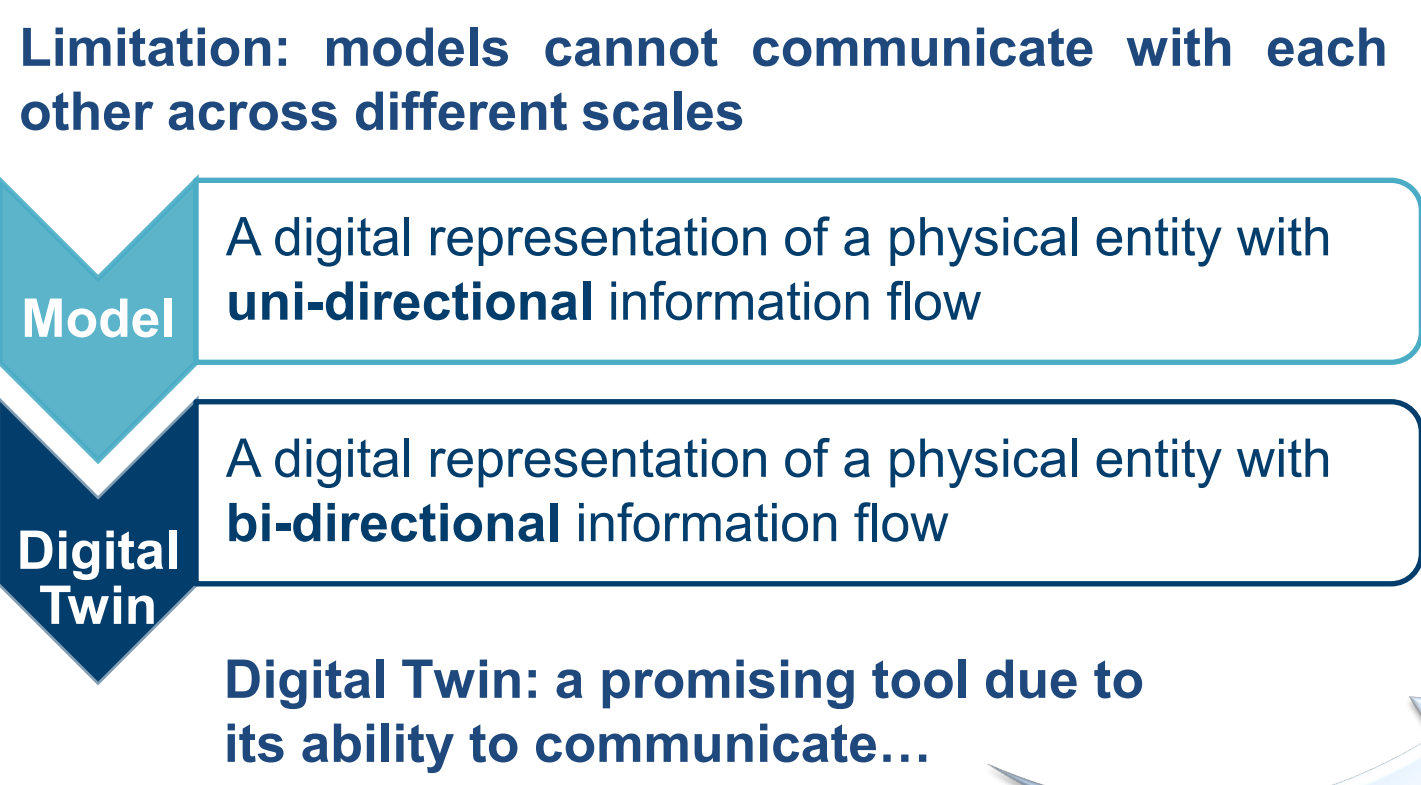 Limitation: models cannot communicate with each
other across different scales
Model
A digital representation of a physical entity with
uni-directional information flow
Digital
Twin
A digital representation of a physical entity with
bi-directional information flow
Digital Twin: a promising tool due to
its ability to communicate…